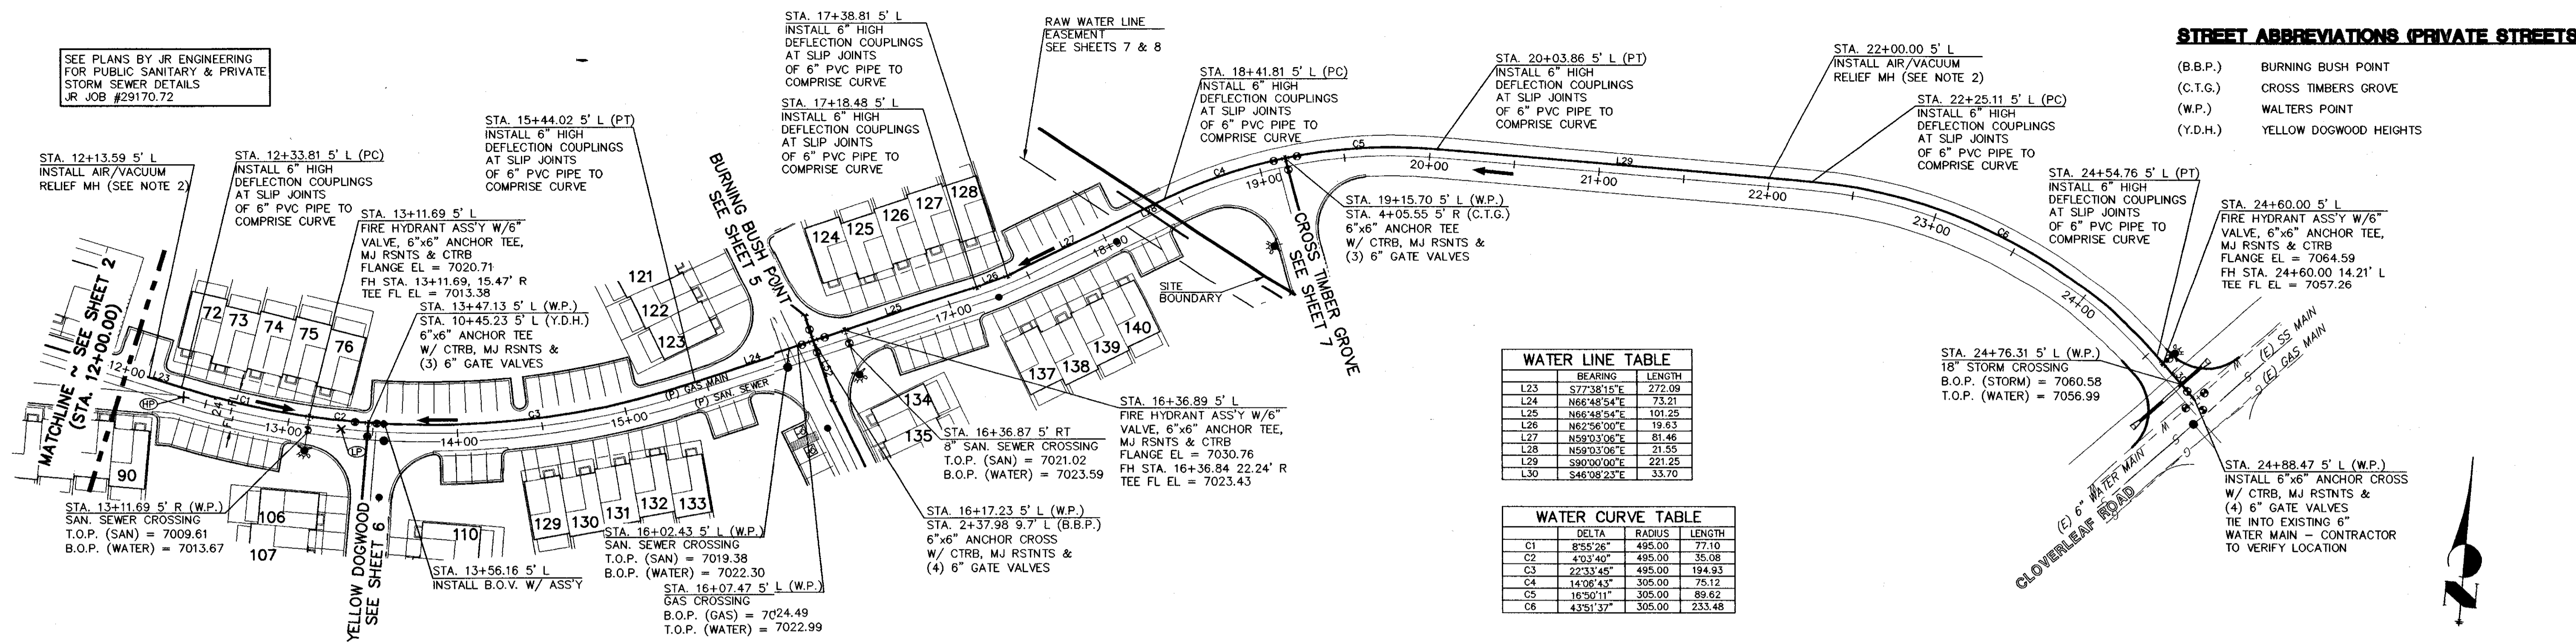 SEE PLANS BY JR ENGINEERING
FOR PUBLIC SANITARY & PRIVATE
STORM SEWER DETAILS
JR JOB #29170.72
STA. 12+13.59 5' L
INSTALL AIR/VACUUM
RELIEF MH (SEE NOTE 2)
STA. 12+33.81 5' L (PC)
INSTALL 6" HIGH
DEFLECTION COUPLINGS
AT SLIP JOINTS
OF 6" PVC PIPE TO
COMPRISE CURVE
STA. 13+11.69 5' L
FIRE HYDRANT ASS'Y W/6"
VALVE, 6"x6" ANCHOR TEE,
MJ RSNTS & CTRB
FLANGE EL = 7020.71
FH STA. 13+11.69, 15.47' R
TEE FL EL = 7013.38
STA. 13+47.13 5' L (W.P.)
STA. 10+45.23 5' L (Y.D.H.)
6"x6" ANCHOR TEE
W/ CTRB, MJ RSNTS &
(3) 6" GATE VALVES
STA. 15+44.02 5' L (PT)
INSTALL 6" HIGH
DEFLECTION COUPLINGS
AT SLIP JOINTS
OF 6" PVC PIPE TO
COMPRISE CURVE
STA. 17+38.81 5' L
INSTALL 6" HIGH
DEFLECTION COUPLINGS
AT SLIP JOINTS
OF 6" PVC PIPE TO
COMPRISE CURVE
STA. 17+18.48 5' L
INSTALL 6" HIGH
DEFLECTION COUPLINGS
AT SLIP JOINTS
OF 6" PVC PIPE TO
COMPRISE CURVE
RAW WATER LINE
EASEMENT
SEE SHEETS 7 & 8
STA. 18+41.81 5' L (PC)
INSTALL 6" HIGH
DEFLECTION COUPLINGS
AT SLIP JOINTS
OF 6" PVC PIPE TO
COMPRISE CURVE
STA. 20+03.86 5' L (PT)
INSTALL 6" HIGH
DEFLECTION COUPLINGS
AT SLIP JOINTS
OF 6" PVC PIPE TO
COMPRISE CURVE
STA. 22+00.00 5' L
INSTALL AIR/VACUUM
RELIEF MH (SEE NOTE 2)
STA. 22+25.11 5' L (PC)
INSTALL 6" HIGH
DEFLECTION COUPLINGS
AT SLIP JOINTS
OF 6" PVC PIPE TO
COMPRISE CURVE
STREET ABBREVIATIONS (PRIVATE STREETS
(B.B.P.) BURNING BUSH POINT
(C.T.G.) CROSS TIMBERS GROVE
(W.P.) WALTERS POINT
(Y.D.H.) YELLOW DOGWOOD HEIGHTS
STA. 24+54.76 5' L (PT)
INSTALL 6" HIGH
DEFLECTION COUPLINGS
AT SLIP JOINTS
OF 6" PVC PIPE TO
COMPRISE CURVE
STA. 24+60.00 5' L
FIRE HYDRANT ASS'Y W/6"
VALVE, 6"x6" ANCHOR TEE,
MJ RSNTS & CTRB
FLANGE EL = 7064.59
FH STA. 24+60.00 14.21' L
TEE FL EL = 7057.26
STA. 19+15.70 5' L (W.P.)
STA. 4+05.55 5' R (C.T.G.)
6"x6" ANCHOR TEE
W/ CTRB, MJ RSNTS &
(3) 6" GATE VALVES
MATCHLINE ~ SEE SHEET 2
(STA. 12+00.00)
BURNING BUSH POINT
SEE SHEET 5
CROSS TIMBER GROVE
SEE SHEET 7
YELLOW DOGWOOD
SEE SHEET 6
SITE
BOUNDARY
12+00
13+00
14+00
15+00
17+00
18+00
19+00
20+00
21+00
22+00
23+00
24+00
L23
C1
C2
C3
L24
L25
L26
L27
L28
C4
C5
L29
C6
HP
LP
24'
FL-FL
(P) GAS MAIN
(P) SAN. SEWER
72
73
74
75
76
90
106
107
110
121
122
123
124
125
126
127
128
129
130
131
132
133
134
135
137
138
139
140
STA. 13+11.69 5' R (W.P.)
SAN. SEWER CROSSING
T.O.P. (SAN) = 7009.61
B.O.P. (WATER) = 7013.67
STA. 13+56.16 5' L
INSTALL B.O.V. W/ ASS'Y
STA. 16+02.43 5' L (W.P.)
SAN. SEWER CROSSING
T.O.P. (SAN) = 7019.38
B.O.P. (WATER) = 7022.30
STA. 16+07.47 5' L (W.P.)
GAS CROSSING
B.O.P. (GAS) = 7024.49
T.O.P. (WATER) = 7022.99
STA. 16+36.87 5' RT
8" SAN. SEWER CROSSING
T.O.P. (SAN) = 7021.02
B.O.P. (WATER) = 7023.59
STA. 16+17.23 5' L (W.P.)
STA. 2+37.98 9.7' L (B.B.P.)
6"x6" ANCHOR CROSS
W/ CTRB, MJ RSTNTS &
(4) 6" GATE VALVES
STA. 16+36.89 5' L
FIRE HYDRANT ASS'Y W/6"
VALVE, 6"x6" ANCHOR TEE,
MJ RSNTS & CTRB
FLANGE EL = 7030.76
FH STA. 16+36.84 22.24' R
TEE FL EL = 7023.43
WATER LINE TABLE
BEARING LENGTH
L23 S77°38'15"E 272.09
L24 N66°48'54"E 73.21
L25 N66°48'54"E 101.25
L26 N62°56'00"E 19.63
L27 N59°03'06"E 81.46
L28 N59°03'06"E 21.55
L29 S90°00'00"E 221.25
L30 S46°08'23"E 33.70
WATER CURVE TABLE
DELTA RADIUS LENGTH
C1 8°55'26" 495.00 77.10
C2 4°03'40" 495.00 35.08
C3 22°33'45" 495.00 194.93
C4 14°06'43" 305.00 75.12
C5 16°50'11" 305.00 89.62
C6 43°51'37" 305.00 233.48
STA. 24+76.31 5' L (W.P.)
18" STORM CROSSING
B.O.P. (STORM) = 7060.58
T.O.P. (WATER) = 7056.99
(E) SS MAIN
(E) GAS MAIN
(E) 6" WATER MAIN
CLOVERLEAF ROAD
STA. 24+88.47 5' L (W.P.)
INSTALL 6"x6" ANCHOR CROSS
W/ CTRB, MJ RSTNTS &
(4) 6" GATE VALVES
TIE INTO EXISTING 6"
WATER MAIN - CONTRACTOR
TO VERIFY LOCATION
N